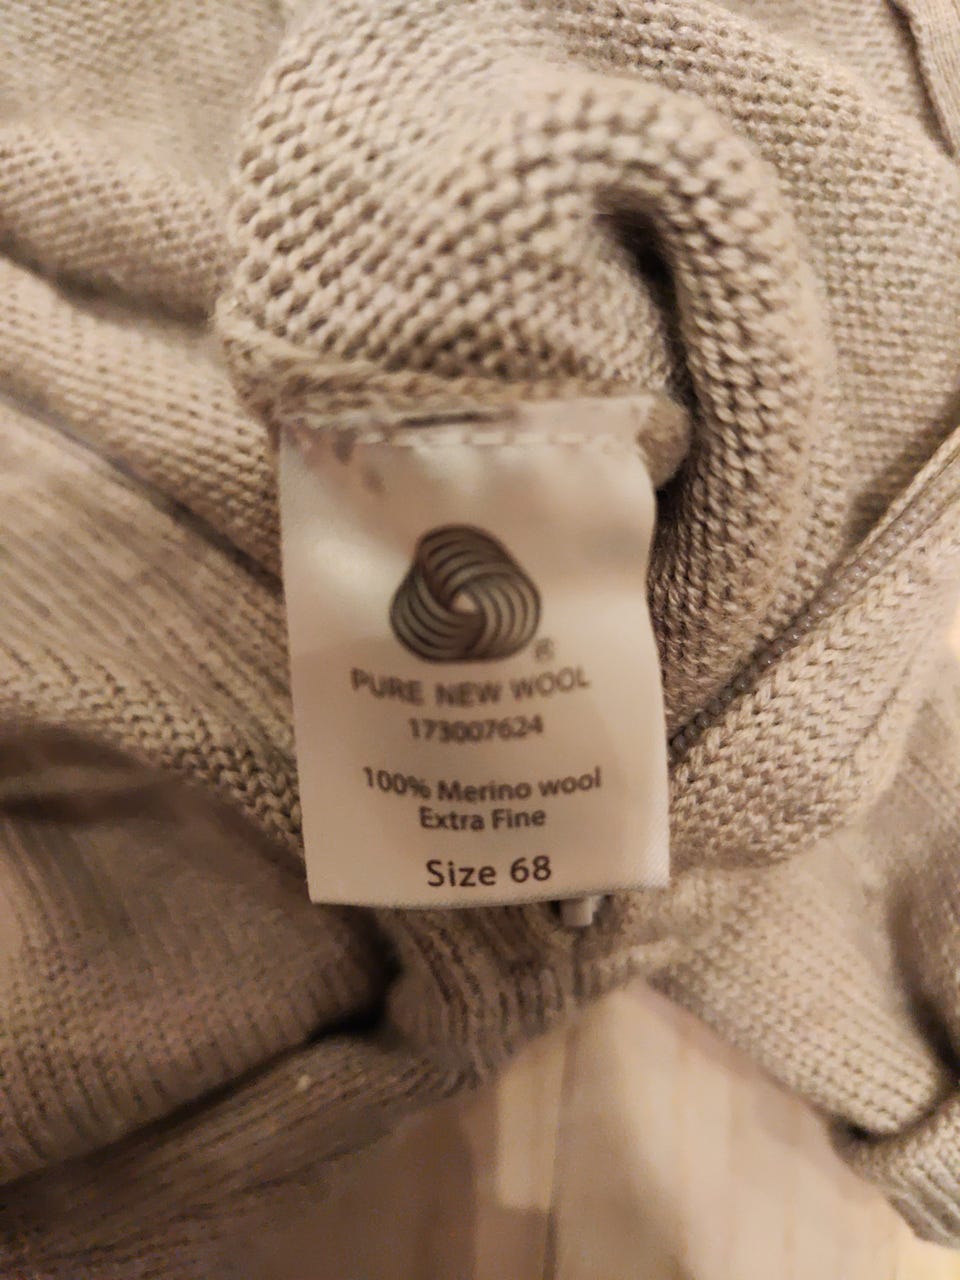 ®
PURE NEW WOOL
173007624
100% Merino wool
Extra Fine
Size 68